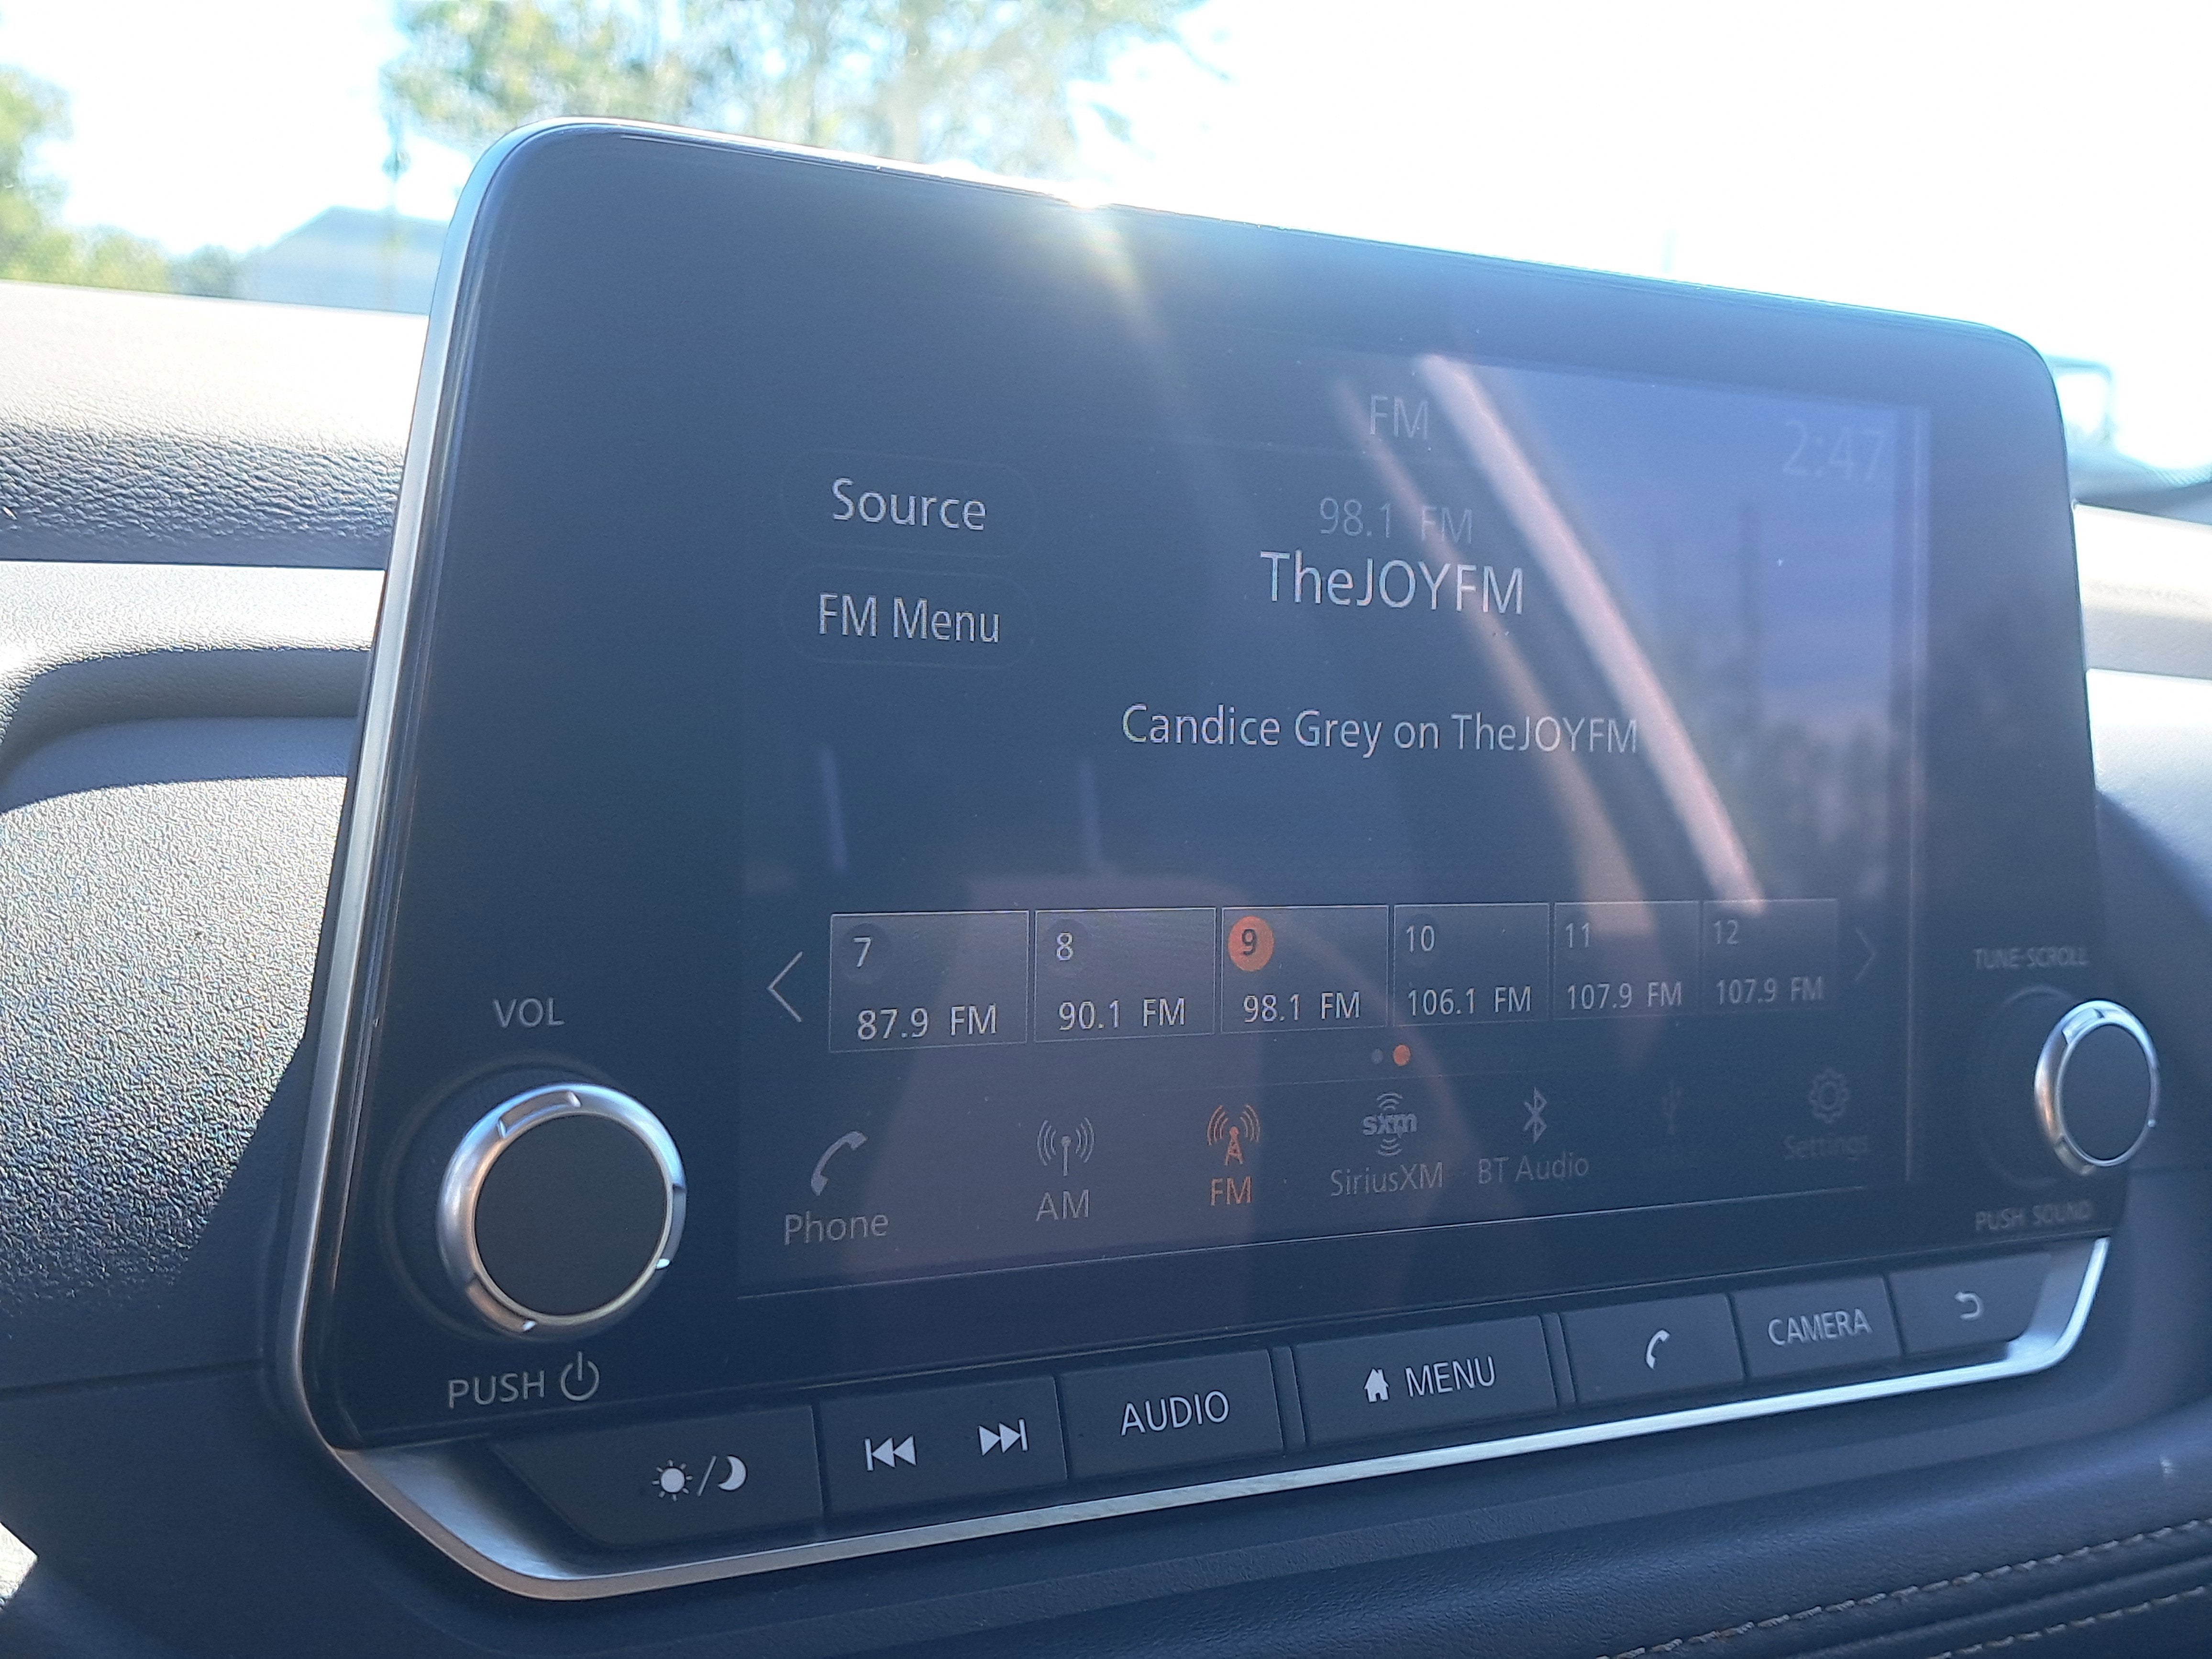 FM
2:47
Source
98.1 FM
TheJOYFM
FM Menu
Candice Grey on TheJOYFM
7
8
9
10
11
12
87.9 FM
90.1 FM
98.1 FM
106.1 FM
107.9 FM
107.9 FM
VOL
TUNE·SCROLL
Phone
AM
FM
sxm
SiriusXM
BT Audio
Settings
PUSH SOUND
PUSH
AUDIO
MENU
CAMERA